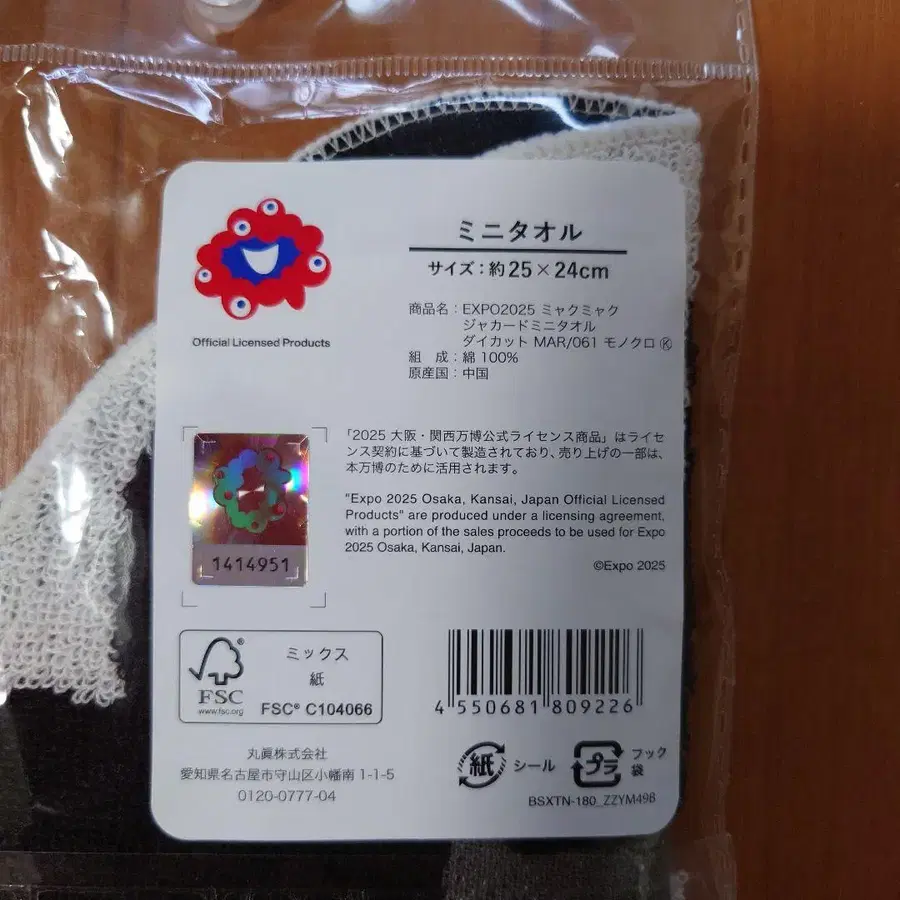 ミニタオル
サイズ：約25×24cm
Official Licensed Products
商品名：EXPO2025 ミャクミャク
ジャカードミニタオル
ダイカット MAR/061 モノクロ Ⓚ
組　成：綿 100%
原産国：中国
「2025 大阪・関西万博公式ライセンス商品」はライセ
ンス契約に基づいて製造されており、売り上げの一部は、
本万博のために活用されます。
"Expo 2025 Osaka, Kansai, Japan Official Licensed
Products" are produced under a licensing agreement,
with a portion of the sales proceeds to be used for Expo
2025 Osaka, Kansai, Japan.
©Expo 2025
1414951
FSC®
www.fsc.org
ミックス
紙
FSC® C104066
4 550681 809226
丸眞株式会社
愛知県名古屋市守山区小幡南 1-1-5
0120-0777-04
紙 シール
プラ フック
袋
BSXTN-180_ZZYM49B